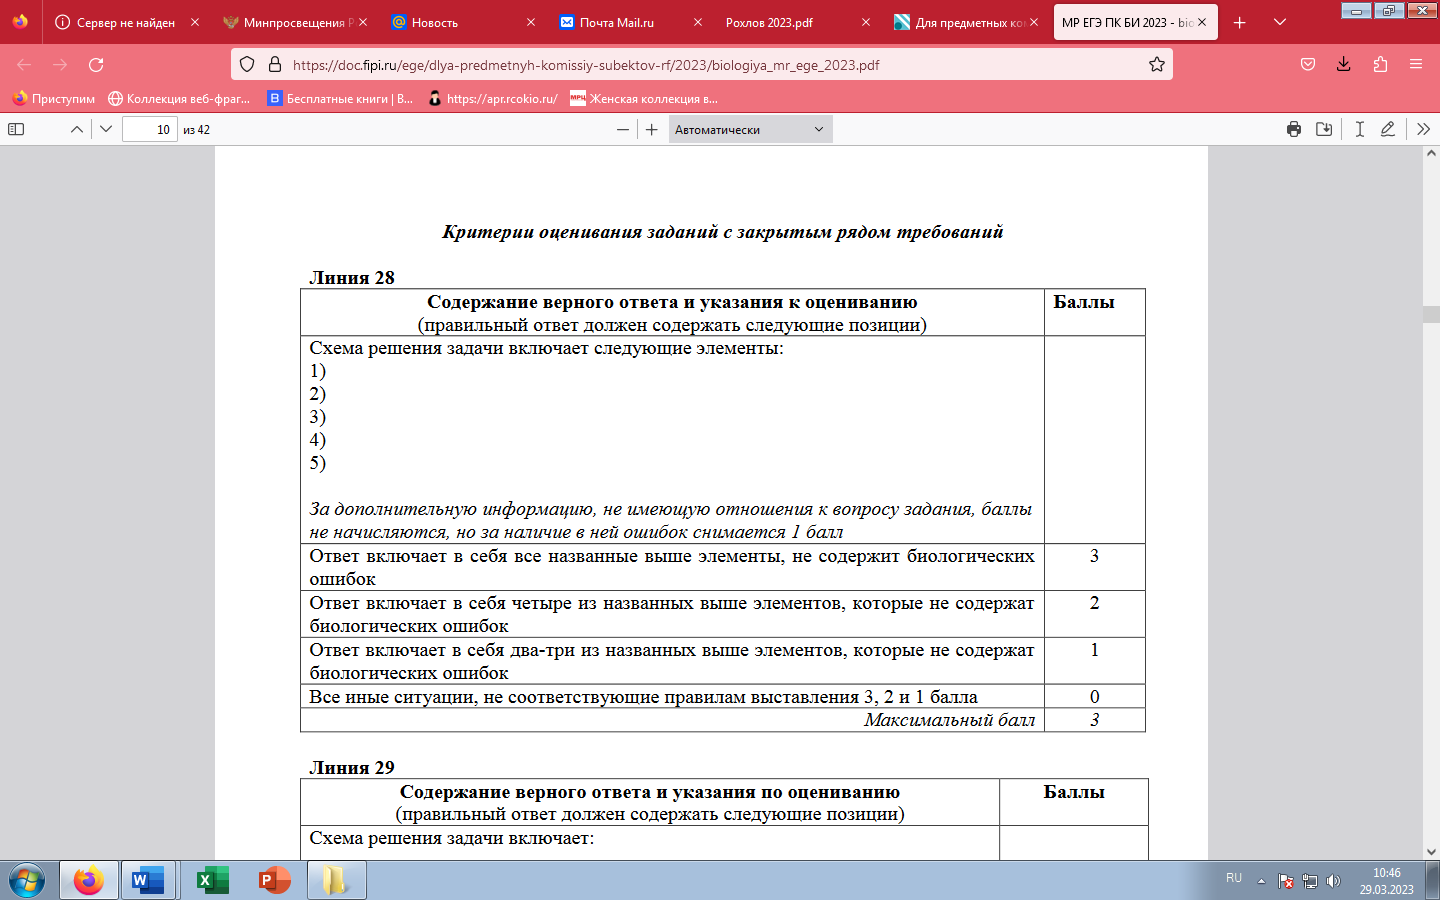 Сервер не найден
Минпросвещения Р
Новость
Почта Mail.ru
Рохлов 2023.pdf
Для предметных ко
МР ЕГЭ ПК БИ 2023 - bio
https://doc.fipi.ru/ege/dlya-predmetnyh-komissiy-subektov-rf/2023/biologiya_mr_ege_2023.pdf
Приступим
Коллекция веб-фраг...
Бесплатные книги | В...
https://apr.rcokio.ru/
Женская коллекция в...
10 из 42
Автоматически
Критерии оценивания заданий с закрытым рядом требований
Линия 28
Содержание верного ответа и указания к оцениванию
(правильный ответ должен содержать следующие позиции)
Баллы
Схема решения задачи включает следующие элементы:
1)
2)
3)
4)
5)
За дополнительную информацию, не имеющую отношения к вопросу задания, баллы
не начисляются, но за наличие в ней ошибок снимается 1 балл
Ответ включает в себя все названные выше элементы, не содержит биологических
ошибок
3
Ответ включает в себя четыре из названных выше элементов, которые не содержат
биологических ошибок
2
Ответ включает в себя два-три из названных выше элементов, которые не содержат
биологических ошибок
1
Все иные ситуации, не соответствующие правилам выставления 3, 2 и 1 балла
0
Максимальный балл
3
Линия 29
Содержание верного ответа и указания по оцениванию
(правильный ответ должен содержать следующие позиции)
Баллы
Схема решения задачи включает:
RU
10:46
29.03.2023